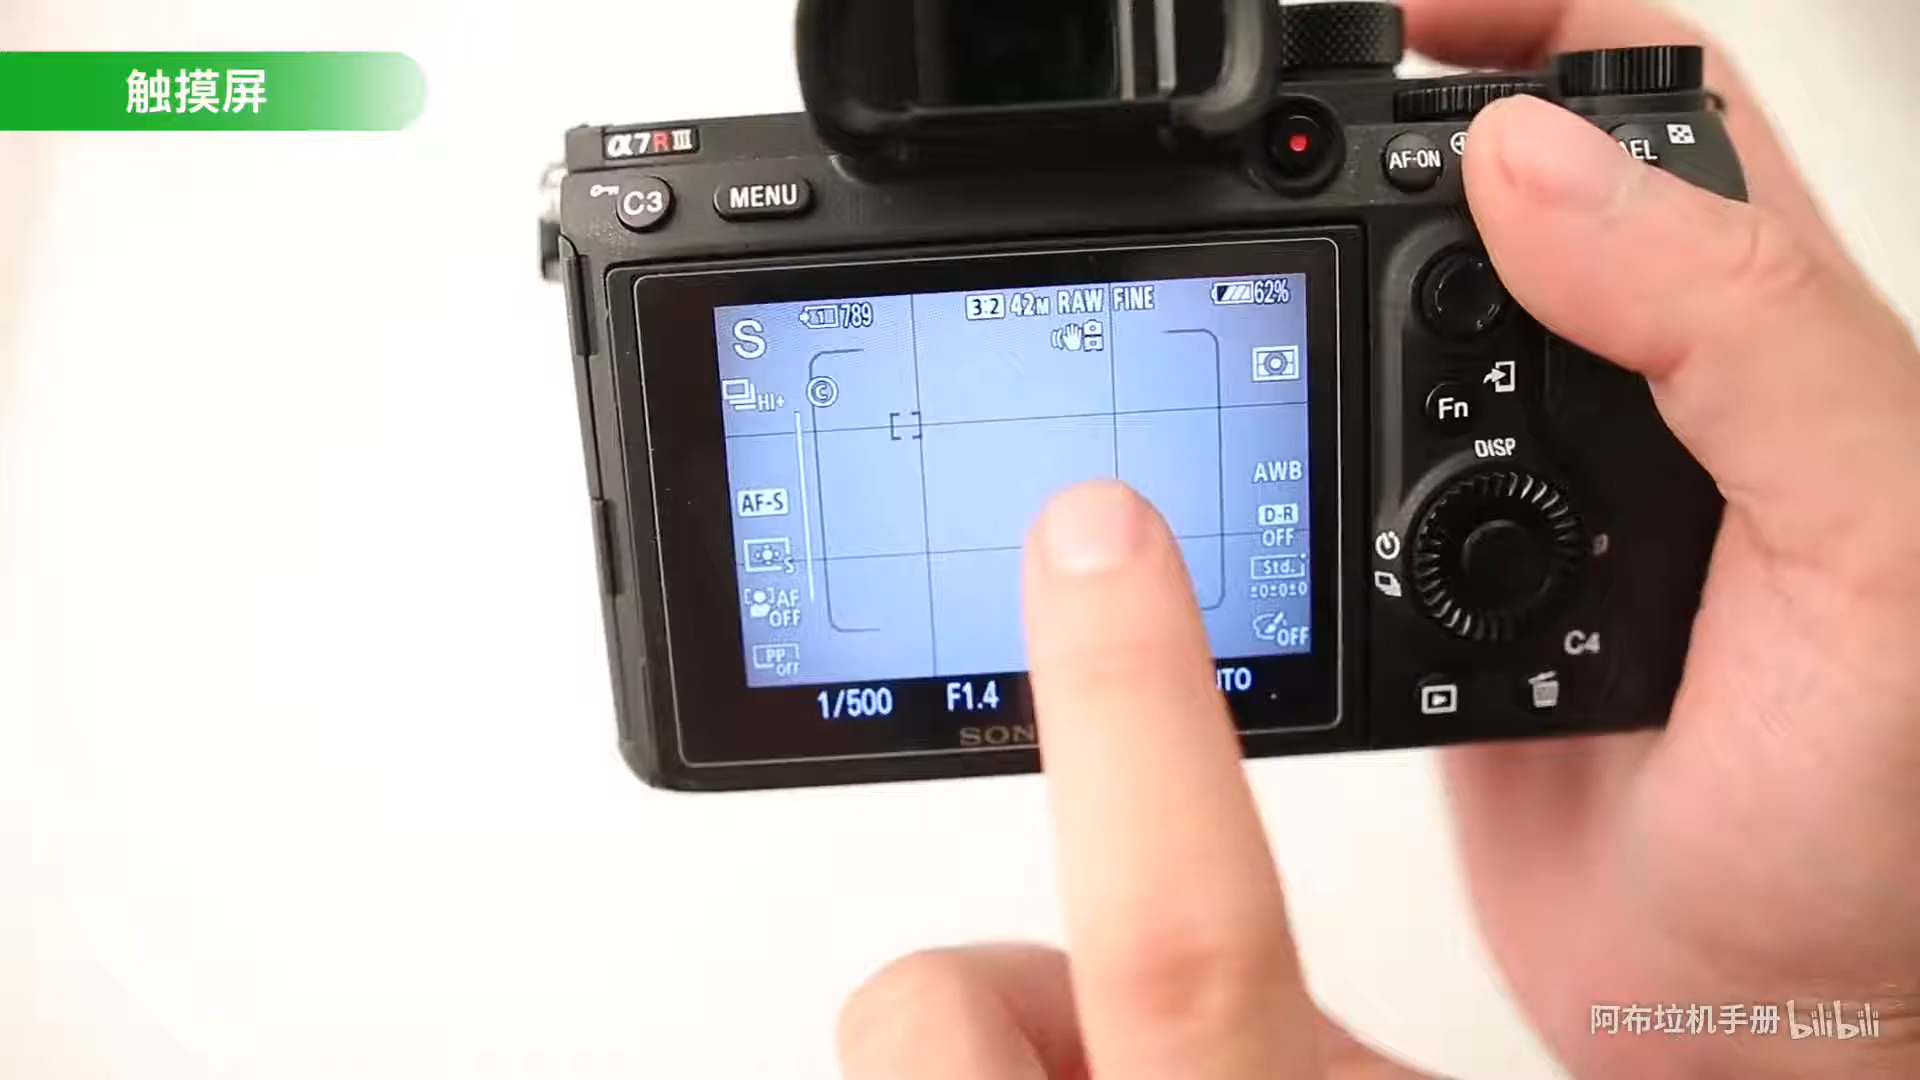 触摸屏
α7RIII
C3
MENU
AF-ON
AEL
S
789
3:2 42M RAW FINE
62%
HI+
C
AF-S
S
AF
OFF
PP
OFF
AWB
D-R
OFF
Std.
±0±0±0
OFF
1/500
F1.4
SON
Fn
DISP
C4
阿布垃机手册 bilibili